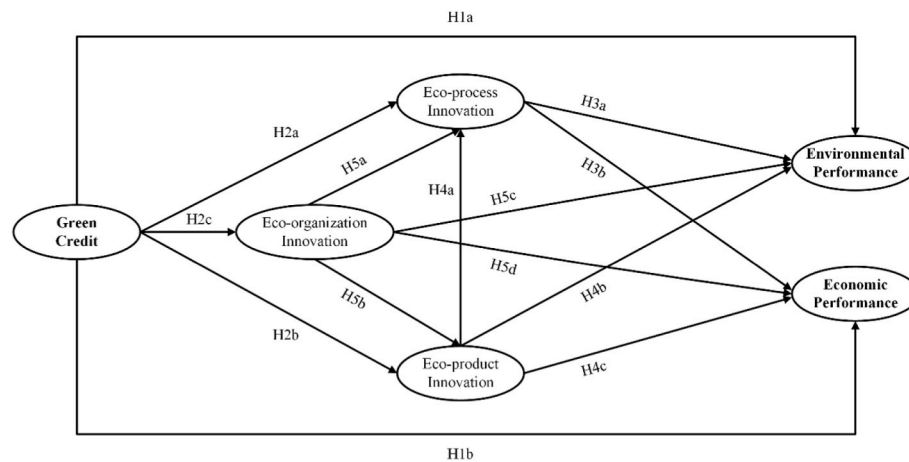 H1a
Eco-process
Innovation
H3a
H2a
H5a
H3b
Environmental
Performance
H4a
H5c
Green
Credit
H2c
Eco-organization
Innovation
H5d
Economic
Performance
H5b
H4b
H2b
Eco-product
Innovation
H4c
H1b